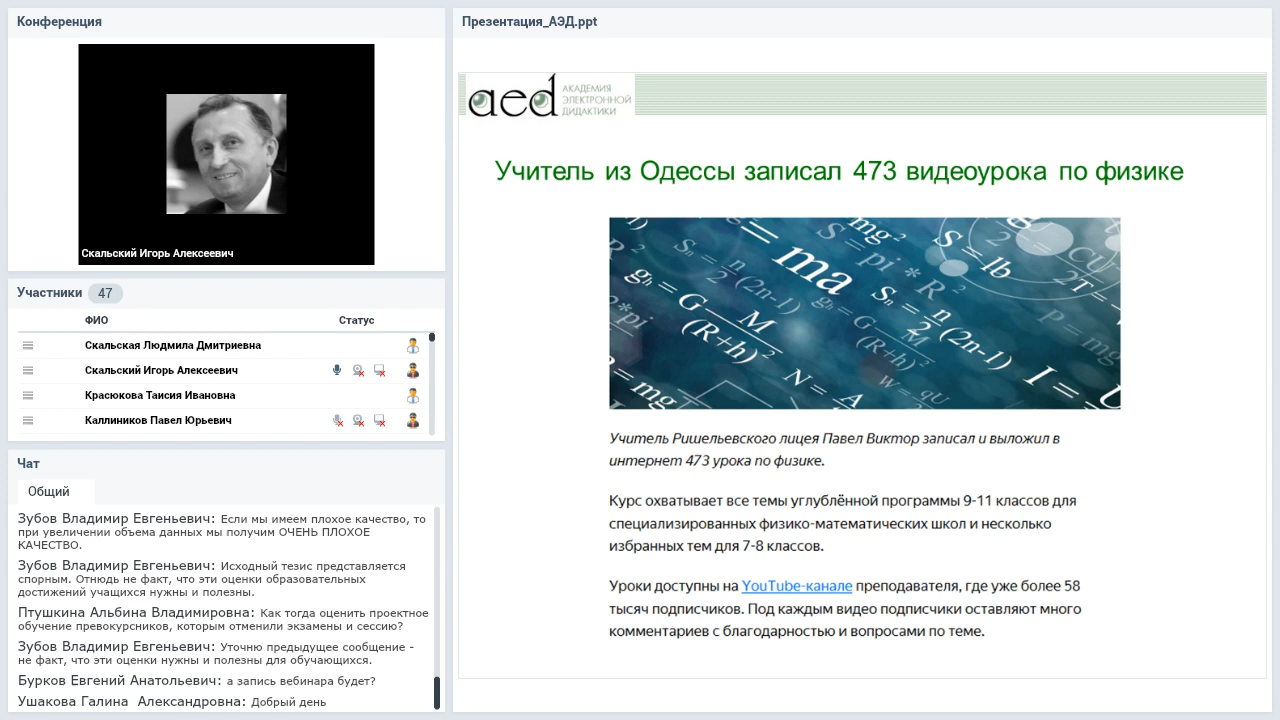 Конференция
Скальский Игорь Алексеевич
Участники 47
ФИО Статус
Скальская Людмила Дмитриевна
Скальский Игорь Алексеевич
Красюкова Таисия Ивановна
Каллиников Павел Юрьевич
Чат
Общий
Зубов Владимир Евгеньевич: Если мы имеем плохое качество, то
при увеличении объема данных мы получим ОЧЕНЬ ПЛОХОЕ
КАЧЕСТВО.
Зубов Владимир Евгеньевич: Исходный тезис представляется
спорным. Отнюдь не факт, что эти оценки образовательных
достижений учащихся нужны и полезны.
Птушкина Альбина Владимировна: Как тогда оценить проектное
обучение превокурсников, которым отменили экзамены и сессию?
Зубов Владимир Евгеньевич: Уточню предыдущее сообщение -
не факт, что эти оценки нужны и полезны для обучающихся.
Бурков Евгений Анатольевич: а запись вебинара будет?
Ушакова Галина Александровна: Добрый день
Презентация_АЭД.ppt
aed
АКАДЕМИЯ
ЭЛЕКТРОННОЙ
ДИДАКТИКИ
Учитель из Одессы записал 473 видеоурока по физике
= ma
mg²
S = lb
S = pi * R²
(R+h)²
N = A
Учитель Ришельевского лицея Павел Виктор записал и выложил в
интернет 473 урока по физике.
Курс охватывает все темы углублённой программы 9-11 классов для
специализированных физико-математических школ и несколько
избранных тем для 7-8 классов.
Уроки доступны на YouTube-канале преподавателя, где уже более 58
тысяч подписчиков. Под каждым видео подписчики оставляют много
комментариев с благодарностью и вопросами по теме.